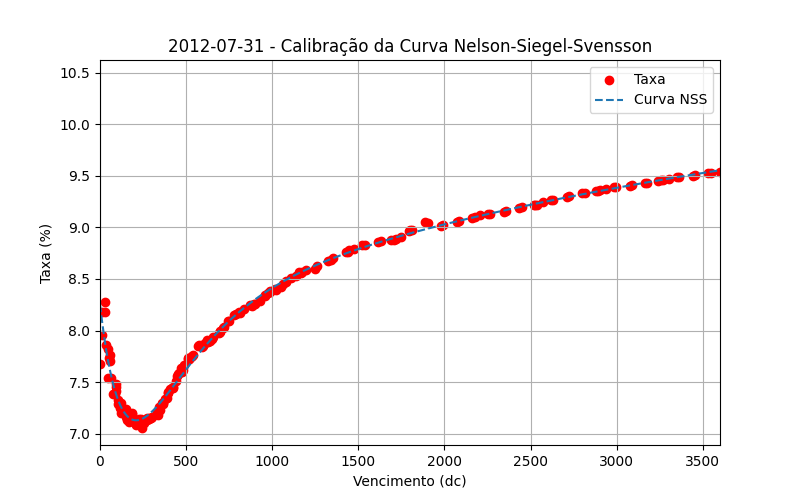 2012-07-31 - Calibração da Curva Nelson-Siegel-Svensson
Taxa
Curva NSS
Taxa (%)
10.5
10.0
9.5
9.0
8.5
8.0
7.5
7.0
0 500 1000 1500 2000 2500 3000 3500
Vencimento (dc)